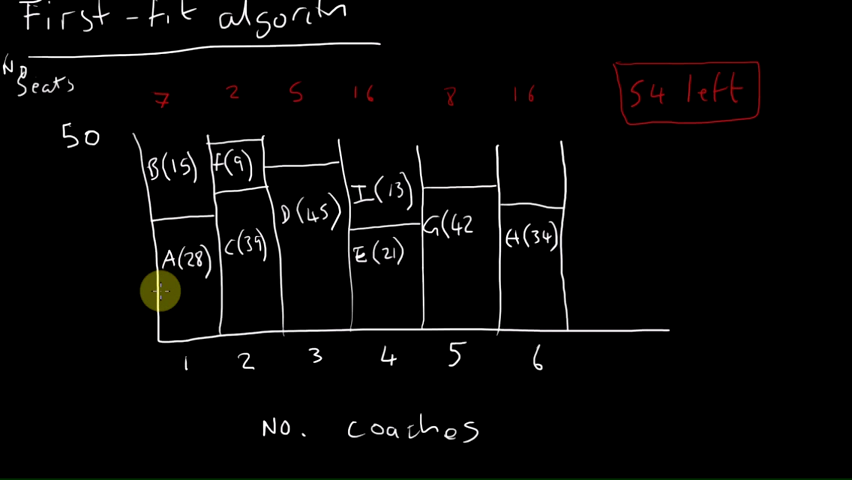 First-fit algorithm
No
Seats
7 2 5 16 8 16
54 left
50
B(15) F(9)
D(45) I(13)
A(28) C(39) E(21) G(42 H(34)
1 2 3 4 5 6
No. coaches